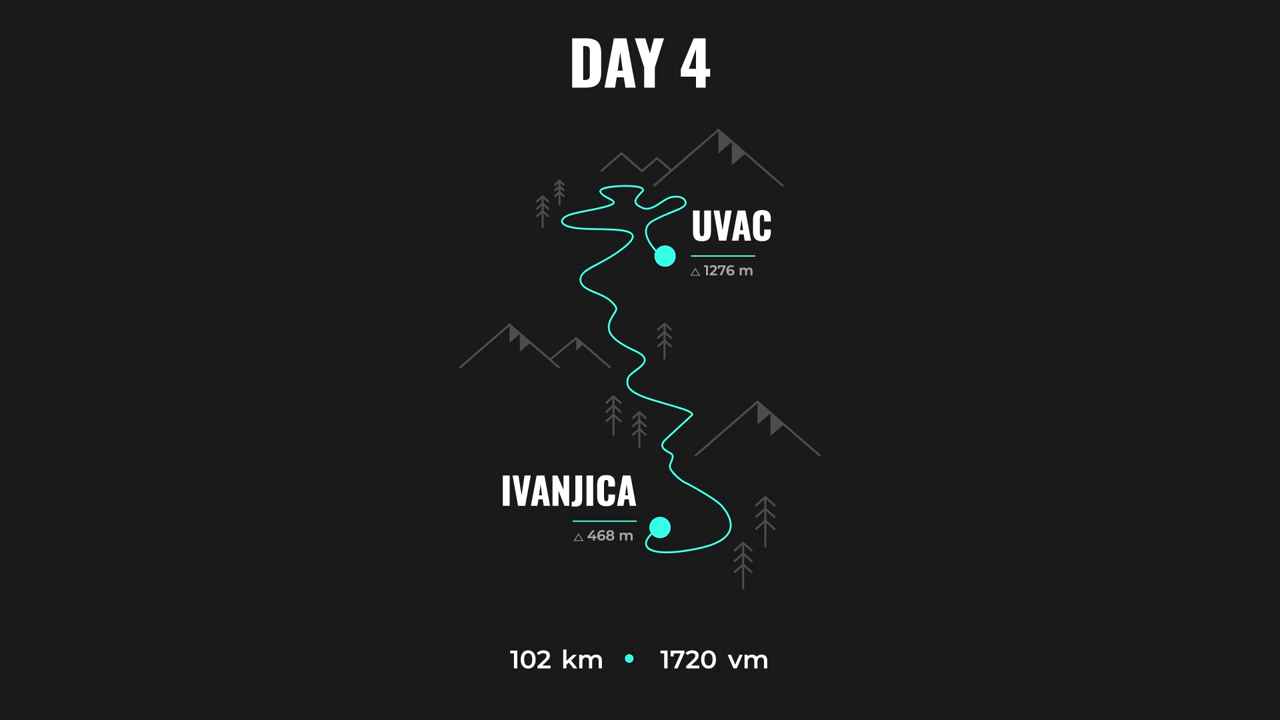 DAY 4
UVAC
△ 1276 m
IVANJICA
△ 468 m
102 km • 1720 vm